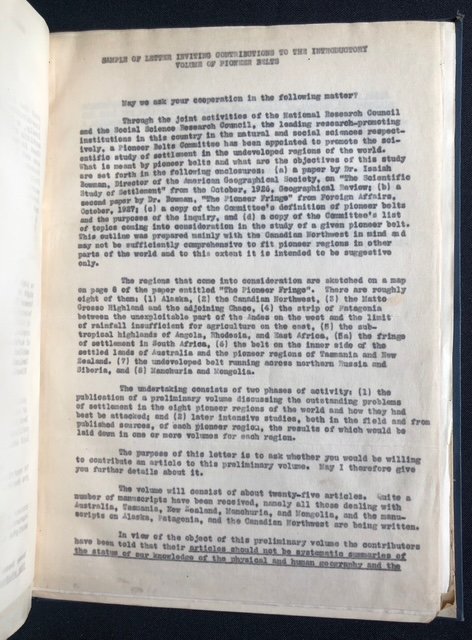 SAMPLE OF LETTER INVITING CONTRIBUTIONS TO THE INTRODUCTORY
VOLUME OF PIONEER BELTS
May we ask your cooperation in the following matter?
Through the joint activities of the National Research Council
and the Social Science Research Council, the leading research-promoting
institutions in this country in the natural and social sciences respect-
ively, a Pioneer Belts Committee has been appointed to promote the sci-
entific study of settlement in the undeveloped regions of the world.
What is meant by pioneer belts and what are the objectives of this study
are set forth in the following enclosures: (a) a paper by Dr. Isaiah
Bowman, Director of the American Geographical Society, on "The Scientific
Study of Settlement" from the October, 1926, Geographical Review; (b) a
second paper by Dr. Bowman, "The Pioneer Fringe" from Foreign Affairs,
October, 1927; (c) a copy of the Committee's definition of pioneer belts
and the purposes of the inquiry, and (d) a copy of the Committee's list
of topics coming into consideration in the study of a given pioneer belt.
This outline was prepared mainly with the Canadian Northwest in mind and
may not be sufficiently comprehensive to fit pioneer regions in other
parts of the world and to this extent it is intended to be suggestive
only.
The regions that come into consideration are sketched on a map
on page 8 of the paper entitled "The Pioneer Fringe". There are roughly
eight of them: (1) Alaska, (2) the Canadian Northwest, (3) the Matto
Grosso Highland and the adjoining Chaco, (4) the strip of Patagonia
between the unexploitable part of the Andes on the west and the limit
of rainfall insufficient for agriculture on the east, (5) the sub-
tropical highlands of Angola, Rhodesia, and East Africa, (5a) the fringe
of settlement in South Africa, (6) the belt on the inner side of the
settled lands of Australia and the pioneer regions of Tasmania and New
Zealand. (7) the undeveloped belt running across northern Russia and
Siberia, and (8) Manchuria and Mongolia.
The undertaking consists of two phases of activity: (1) the
publication of a preliminary volume discussing the outstanding problems
of settlement in the eight pioneer regions of the world and how they had
best be attacked; and (2) later intensive studies, both in the field and from
published sources, of each pioneer region, the results of which would be
laid down in one or more volumes for each region.
The purpose of this letter is to ask whether you would be willing
to contribute an article to this preliminary volume. May I therefore give
you further details about it.
The volume will consist of about twenty-five articles. Quite a
number of manuscripts have been received, namely all those dealing with
Australia, Tasmania, New Zealand, Manchuria, and Mongolia, and the manu-
scripts on Alaska, Patagonia, and the Canadian Northwest are being written.
In view of the object of this preliminary volume the contributors
have been told that their articles should not be systematic summaries of
the status of our knowledge of the physical and human geography and the